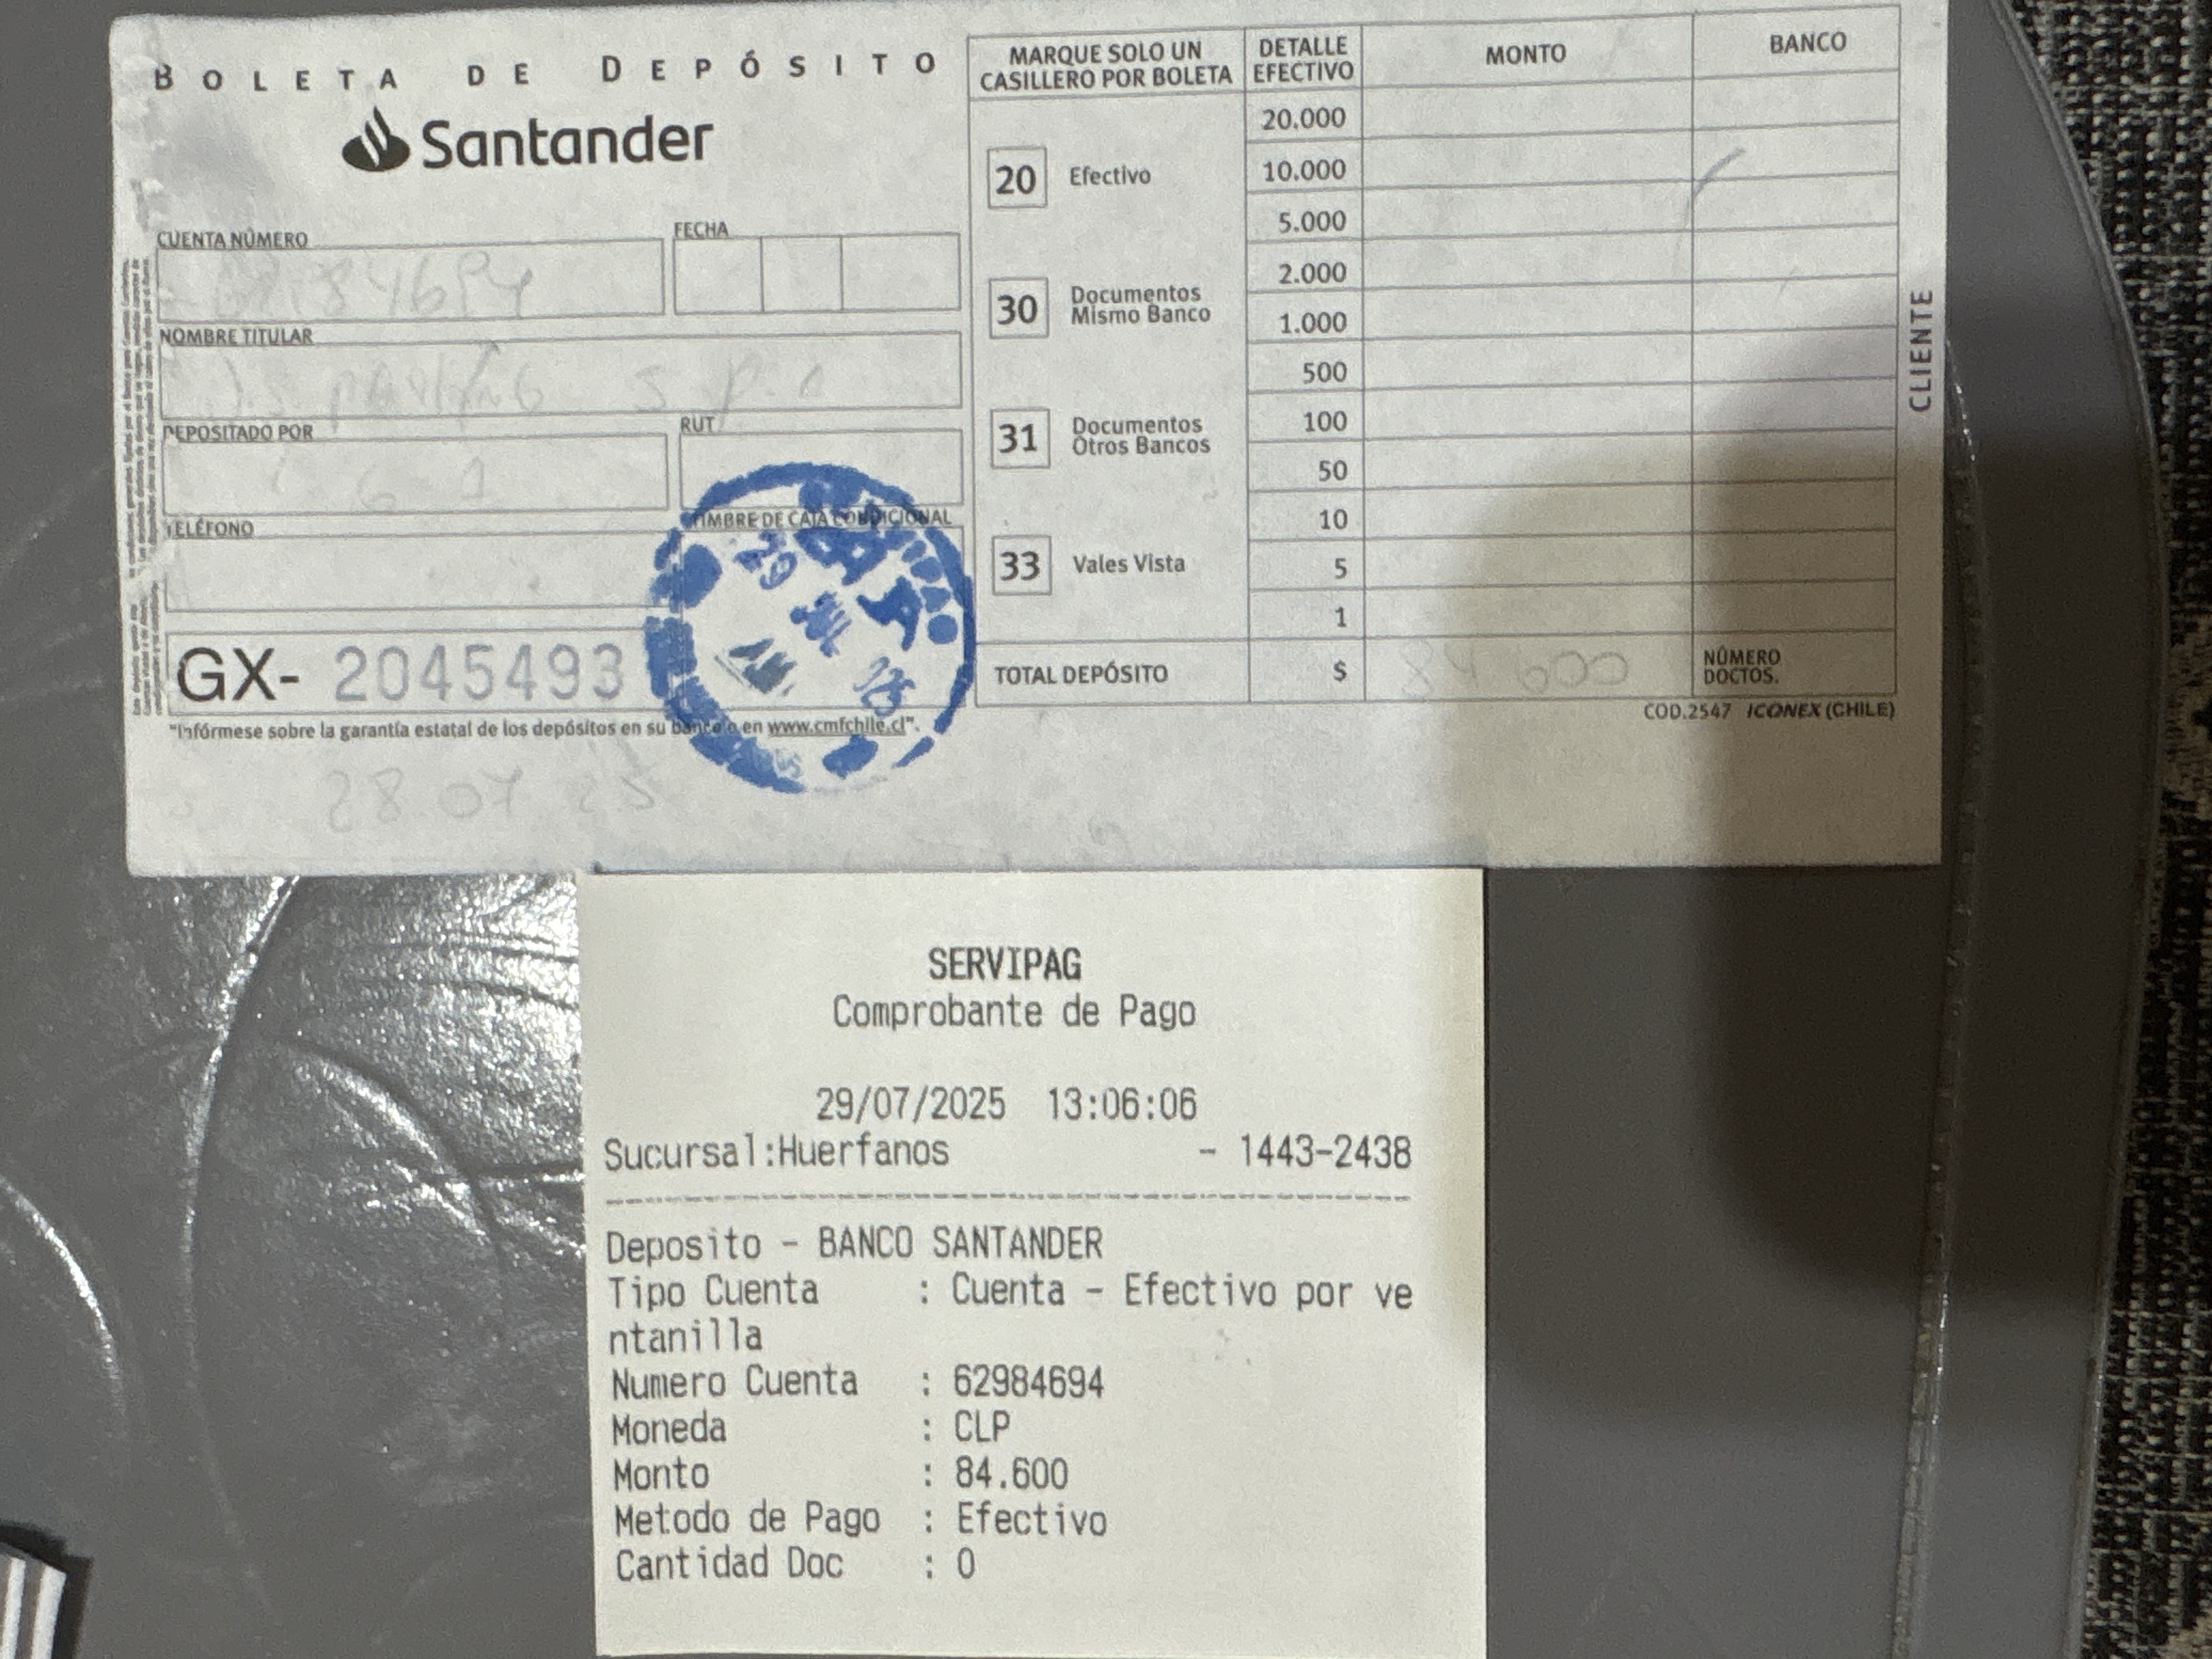 BOLETA DE DEPÓSITO
Santander
CUENTA NÚMERO
FECHA
84694
NOMBRE TITULAR
DEPOSITADO POR
RUT
TIMBRE DE CAJA CONDICIONAL
TELÉFONO
GX- 2045493
"Infórmese sobre la garantía estatal de los depósitos en su banco o en www.cmfchile.cl".
28 07 25
MARQUE SOLO UN
CASILLERO POR BOLETA
20 Efectivo
30 Documentos
Mismo Banco
31 Documentos
Otros Bancos
33 Vales Vista
DETALLE
EFECTIVO
MONTO
BANCO
20.000
10.000
5.000
2.000
1.000
500
100
50
10
5
1
TOTAL DEPÓSITO $ 84 600
NÚMERO
DOCTOS.
COD.2547 ICONEX (CHILE)
CLIENTE
SERVIPAG
Comprobante de Pago
29/07/2025 13:06:06
Sucursal:Huerfanos - 1443-2438
Deposito - BANCO SANTANDER
Tipo Cuenta : Cuenta - Efectivo por ve
ntanilla
Numero Cuenta : 62984694
Moneda : CLP
Monto : 84.600
Metodo de Pago : Efectivo
Cantidad Doc : 0